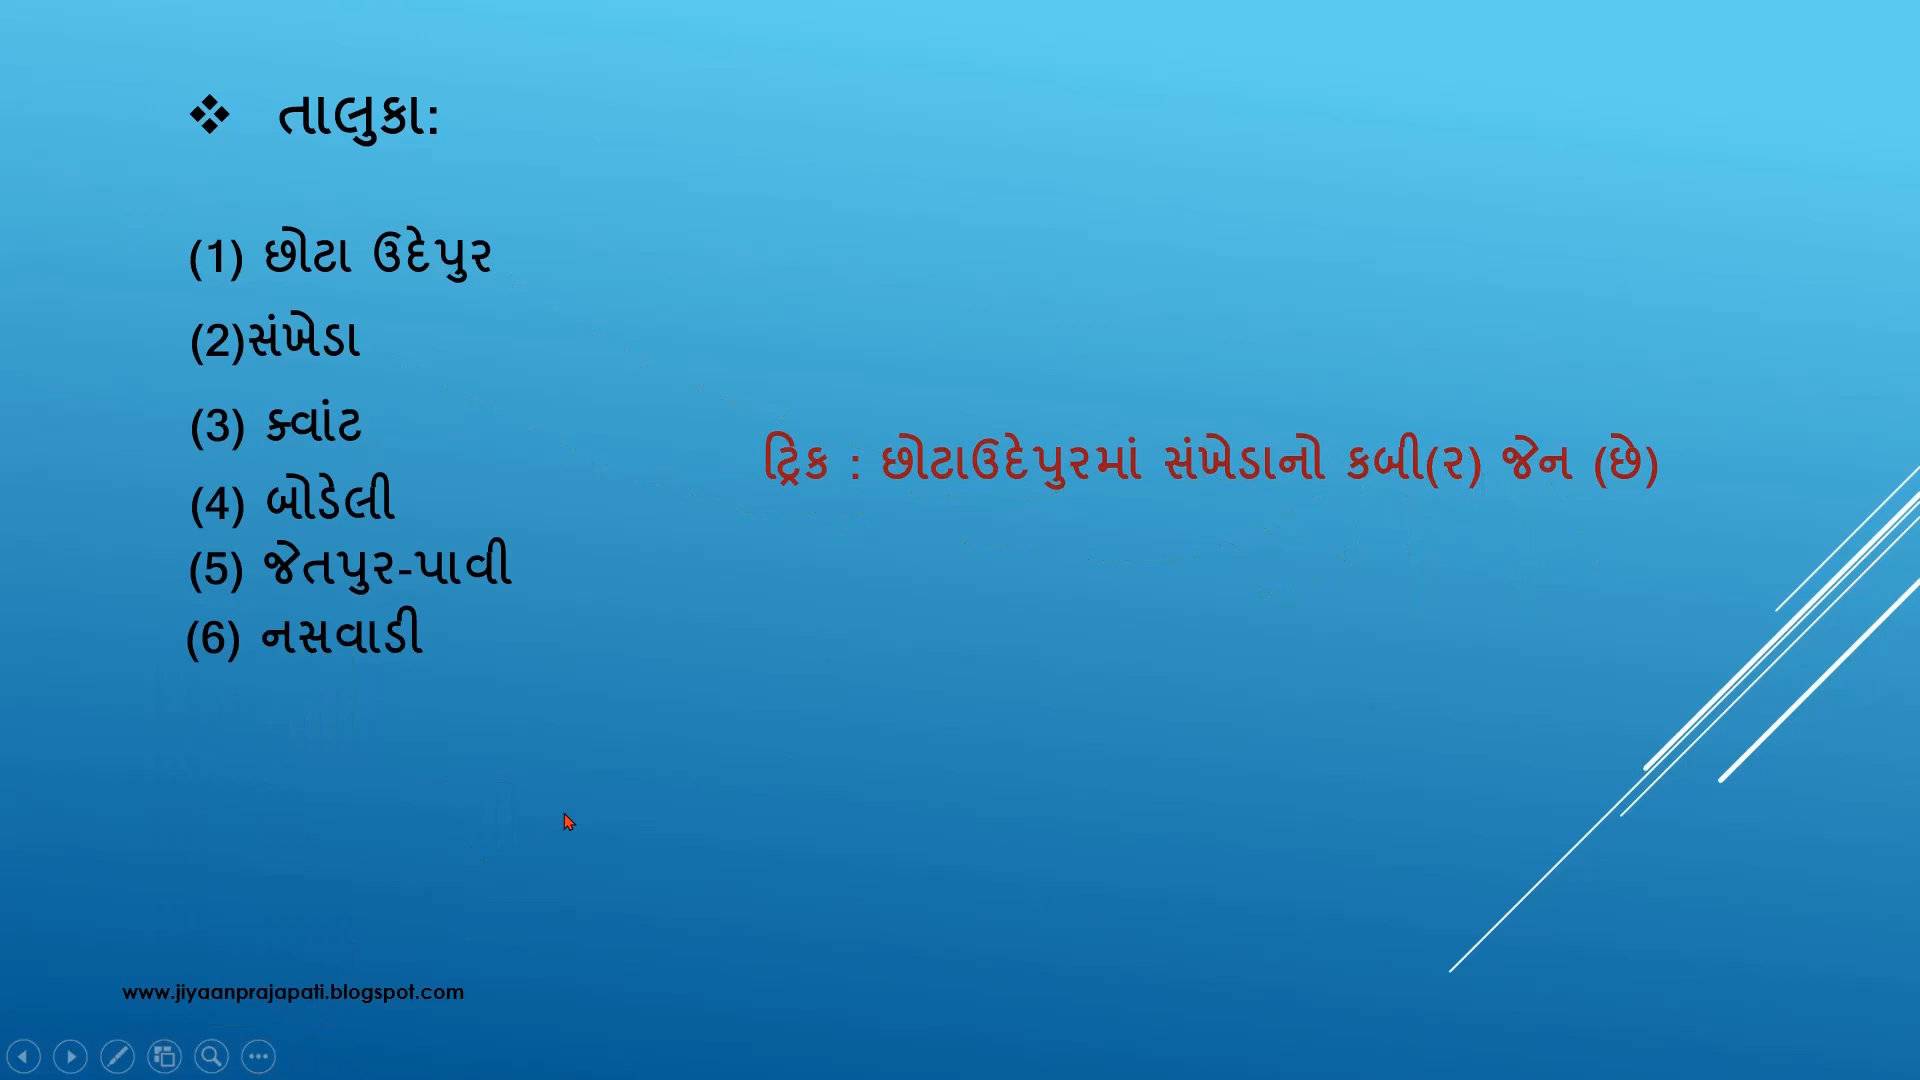 ❖ તાલુકા:
(1) છોટા ઉદેપુર
(2)સંખેડા
(3) ક્વાંટ
(4) બોડેલી
(5) જેતપુર-પાવી
(6) નસવાડી
ટ્રિક : છોટાઉદેપુરમાં સંખેડાનો કબી(ર) જેન (છે)
www.jiyaanprajapati.blogspot.com